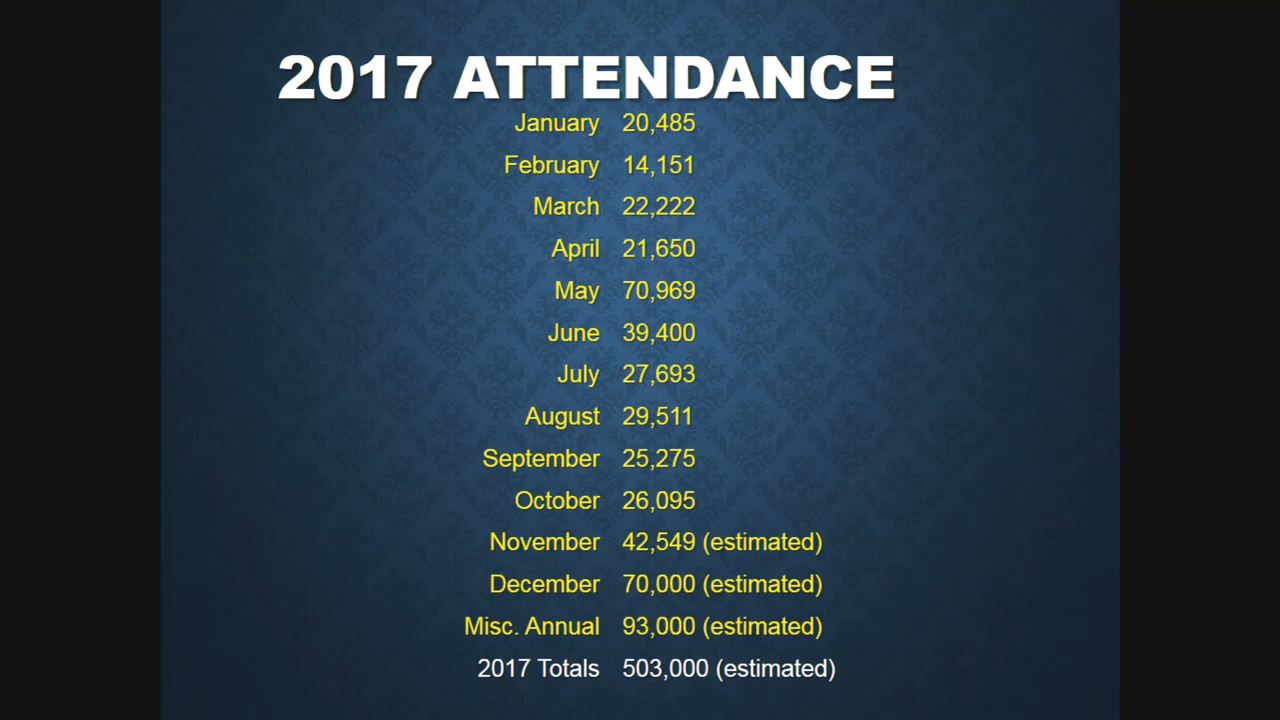 2017 ATTENDANCE
January 20,485
February 14,151
March 22,222
April 21,650
May 70,969
June 39,400
July 27,693
August 29,511
September 25,275
October 26,095
November 42,549 (estimated)
December 70,000 (estimated)
Misc. Annual 93,000 (estimated)
2017 Totals 503,000 (estimated)